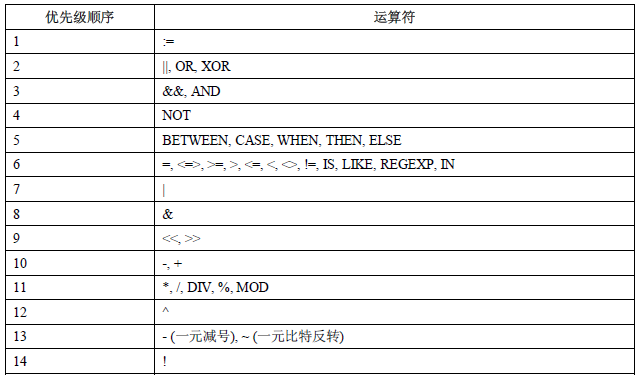 优先级顺序 运算符
1 :=
2 ||, OR, XOR
3 &&, AND
4 NOT
5 BETWEEN, CASE, WHEN, THEN, ELSE
6 =, <=>, >=, >, <=, <, <>, !=, IS, LIKE, REGEXP, IN
7 |
8 &
9 <<, >>
10 -, +
11 *, /, DIV, %, MOD
12 ^
13 - (一元减号), ~ (一元比特反转)
14 !